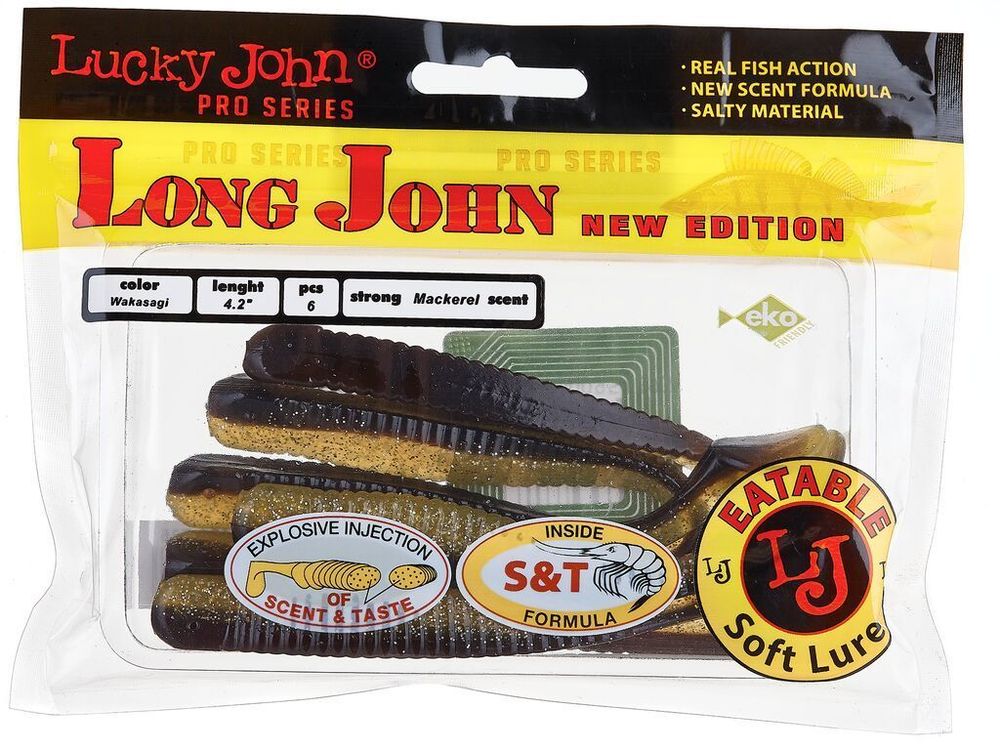 Lucky John®
PRO SERIES
· REAL FISH ACTION
· NEW SCENT FORMULA
· SALTY MATERIAL
PRO SERIES PRO SERIES
LONG JOHN NEW EDITION
color lenght pcs strong Mackerel scent
Wakasagi 4.2" 6
eko
FRIENDLY
EXPLOSIVE INJECTION
OF
SCENT & TASTE
INSIDE
S&T
FORMULA
EATABLE
LJ LJ
Soft Lure